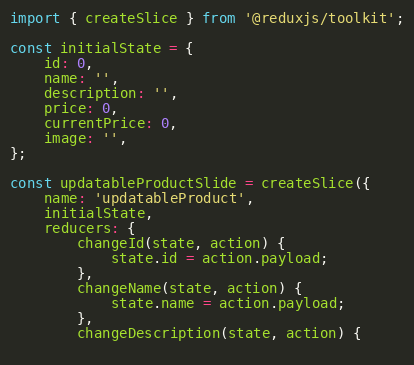 import { createSlice } from '@reduxjs/toolkit';

const initialState = {
    id: 0,
    name: '',
    description: '',
    price: 0,
    currentPrice: 0,
    image: '',
};

const updatableProductSlide = createSlice({
    name: 'updatableProduct',
    initialState,
    reducers: {
        changeId(state, action) {
            state.id = action.payload;
        },
        changeName(state, action) {
            state.name = action.payload;
        },
        changeDescription(state, action) {